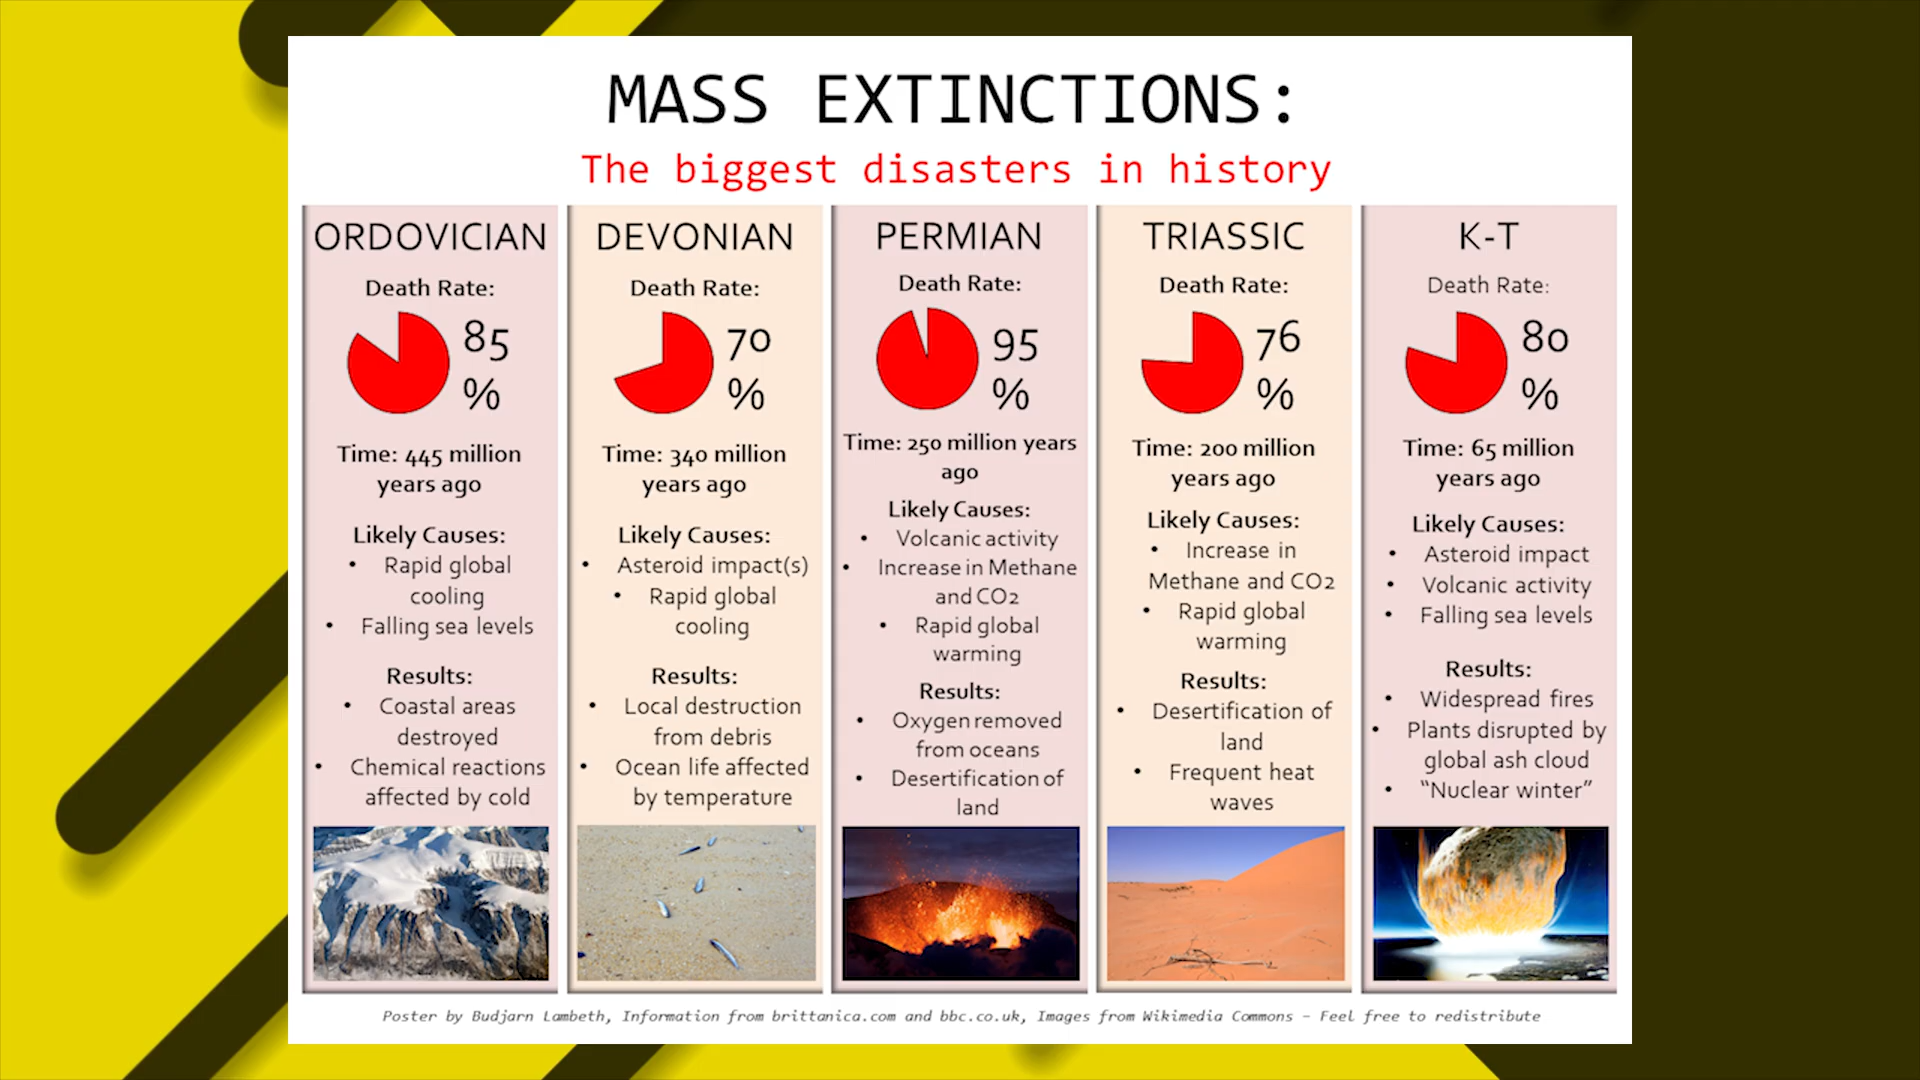 MASS EXTINCTIONS:
The biggest disasters in history
ORDOVICIAN
Death Rate:
85
%
Time: 445 million
years ago
Likely Causes:
• Rapid global
cooling
• Falling sea levels
Results:
• Coastal areas
destroyed
• Chemical reactions
affected by cold
DEVONIAN
Death Rate:
70
%
Time: 340 million
years ago
Likely Causes:
• Asteroid impact(s)
• Rapid global
cooling
Results:
• Local destruction
from debris
• Ocean life affected
by temperature
PERMIAN
Death Rate:
95
%
Time: 250 million years
ago
Likely Causes:
• Volcanic activity
• Increase in Methane
and CO2
• Rapid global
warming
Results:
• Oxygen removed
from oceans
• Desertification of
land
TRIASSIC
Death Rate:
76
%
Time: 200 million
years ago
Likely Causes:
• Increase in
Methane and CO2
• Rapid global
warming
Results:
• Desertification of
land
• Frequent heat
waves
K-T
Death Rate:
80
%
Time: 65 million
years ago
Likely Causes:
• Asteroid impact
• Volcanic activity
• Falling sea levels
Results:
• Widespread fires
• Plants disrupted by
global ash cloud
• “Nuclear winter”
Poster by Budjarn Lambeth, Information from brittanica.com and bbc.co.uk, Images from Wikimedia Commons – Feel free to redistribute